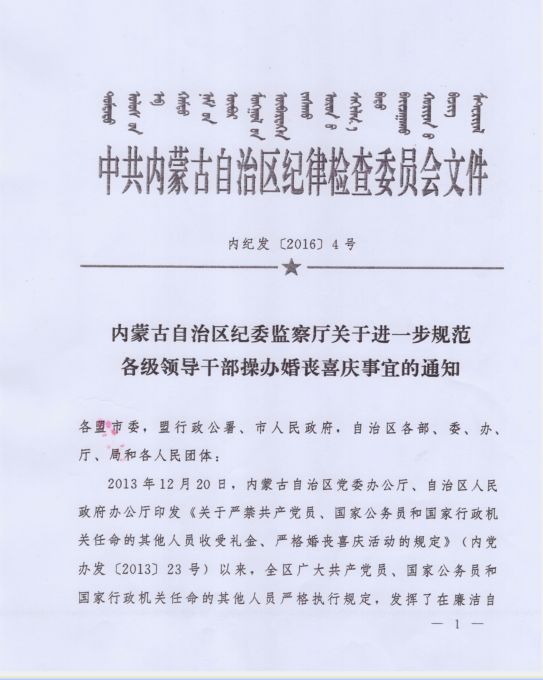 中共内蒙古自治区纪律检查委员会文件
内纪发〔2016〕4号
内蒙古自治区纪委监察厅关于进一步规范
各级领导干部操办婚丧喜庆事宜的通知
各盟市委，盟行政公署、市人民政府，自治区各部、委、办、
厅、局和各人民团体：
2013年12月20日，内蒙古自治区党委办公厅、自治区人民
政府办公厅印发《关于严禁共产党员、国家公务员和国家行政机
关任命的其他人员收受礼金、严格婚丧喜庆活动的规定》（内党
办发〔2013〕23号）以来，全区广大共产党员、国家公务员和
国家行政机关任命的其他人员严格执行规定，发挥了在廉洁自
— 1 —